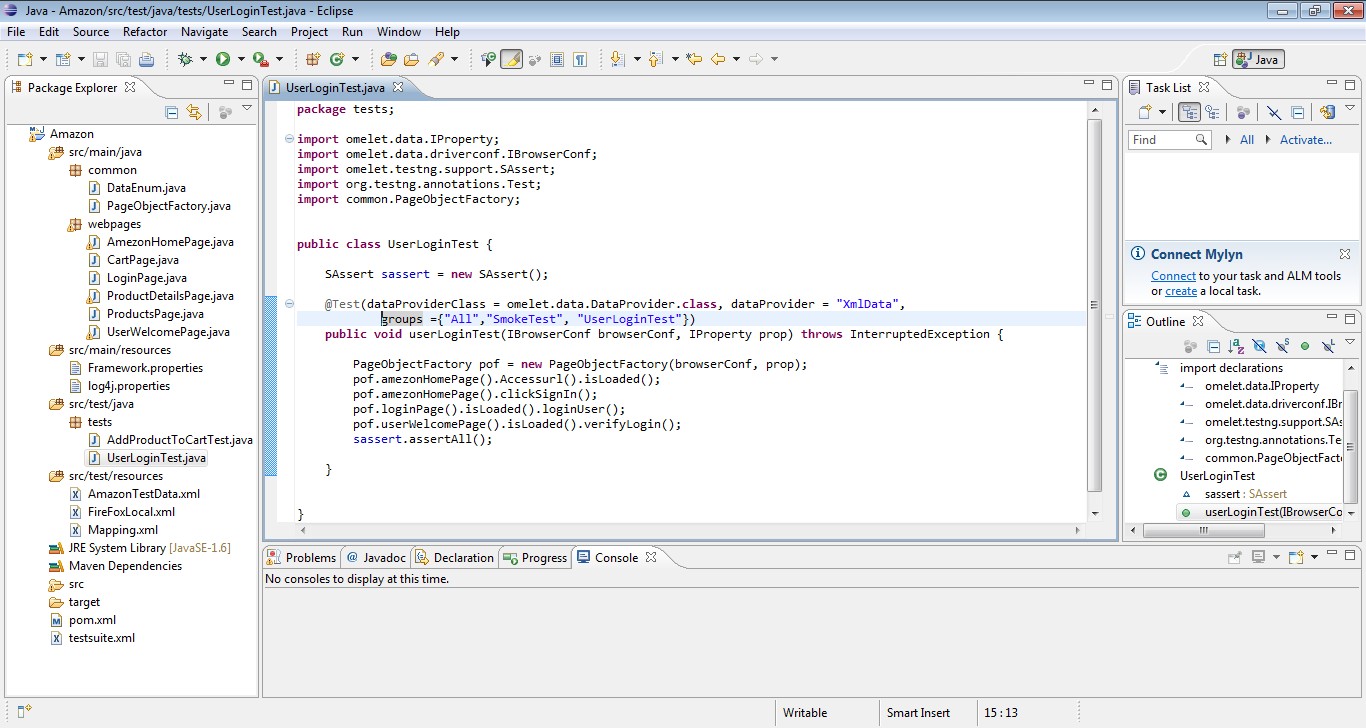 Java - Amazon/src/test/java/tests/UserLoginTest.java - Eclipse
File Edit Source Refactor Navigate Search Project Run Window Help
Java
Package Explorer
Amazon
src/main/java
common
DataEnum.java
PageObjectFactory.java
webpages
AmezonHomePage.java
CartPage.java
LoginPage.java
ProductDetailsPage.java
ProductsPage.java
UserWelcomePage.java
src/main/resources
Framework.properties
log4j.properties
src/test/java
tests
AddProductToCartTest.java
UserLoginTest.java
src/test/resources
AmazonTestData.xml
FireFoxLocal.xml
Mapping.xml
JRE System Library [JavaSE-1.6]
Maven Dependencies
src
target
pom.xml
testsuite.xml
UserLoginTest.java
package tests;
import omelet.data.IProperty;
import omelet.data.driverconf.IBrowserConf;
import omelet.testng.support.SAssert;
import org.testng.annotations.Test;
import common.PageObjectFactory;
public class UserLoginTest {
SAssert sassert = new SAssert();
@Test(dataProviderClass = omelet.data.DataProvider.class, dataProvider = "XmlData",
groups ={"All","SmokeTest", "UserLoginTest"})
public void userLoginTest(IBrowserConf browserConf, IProperty prop) throws InterruptedException {
PageObjectFactory pof = new PageObjectFactory(browserConf, prop);
pof.amezonHomePage().Accessurl().isLoaded();
pof.amezonHomePage().clickSignIn();
pof.loginPage().isLoaded().loginUser();
pof.userWelcomePage().isLoaded().verifyLogin();
sassert.assertAll();
}
}
Task List
Find All Activate...
Connect Mylyn
Connect to your task and ALM tools
or create a local task.
Outline
import declarations
omelet.data.IProperty
omelet.data.driverconf.IBr
omelet.testng.support.SAs
org.testng.annotations.Te
common.PageObjectFact
UserLoginTest
sassert : SAssert
userLoginTest(IBrowserCo
Problems Javadoc Declaration Progress Console
No consoles to display at this time.
Writable Smart Insert 15 : 13